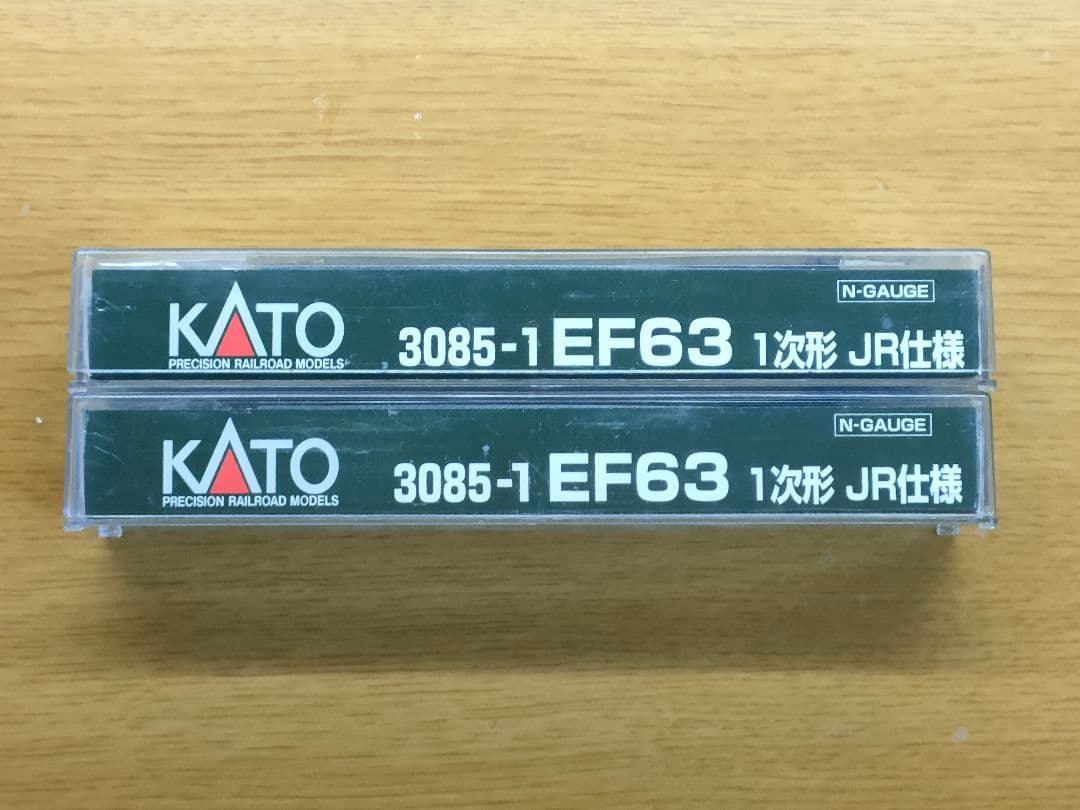 N-GAUGE
KATO 3085-1 EF63 1次形 JR仕様
PRECISION RAILROAD MODELS
N-GAUGE
KATO 3085-1 EF63 1次形 JR仕様
PRECISION RAILROAD MODELS